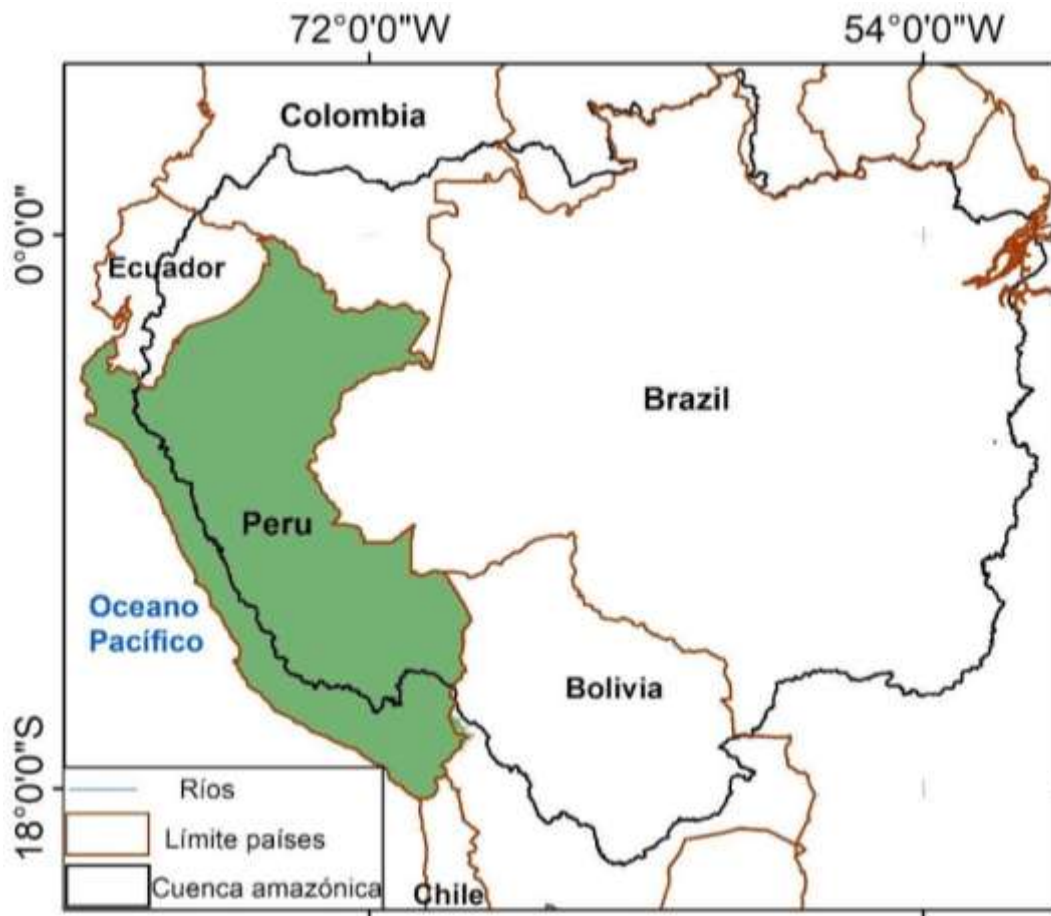 72°0'0"W
54°0'0"W
Colombia
0°0'0"
Ecuador
Brazil
Peru
Oceano
Pacífico
Bolivia
18°0'0"S
Ríos
Límite países
Cuenca amazónica
Chile